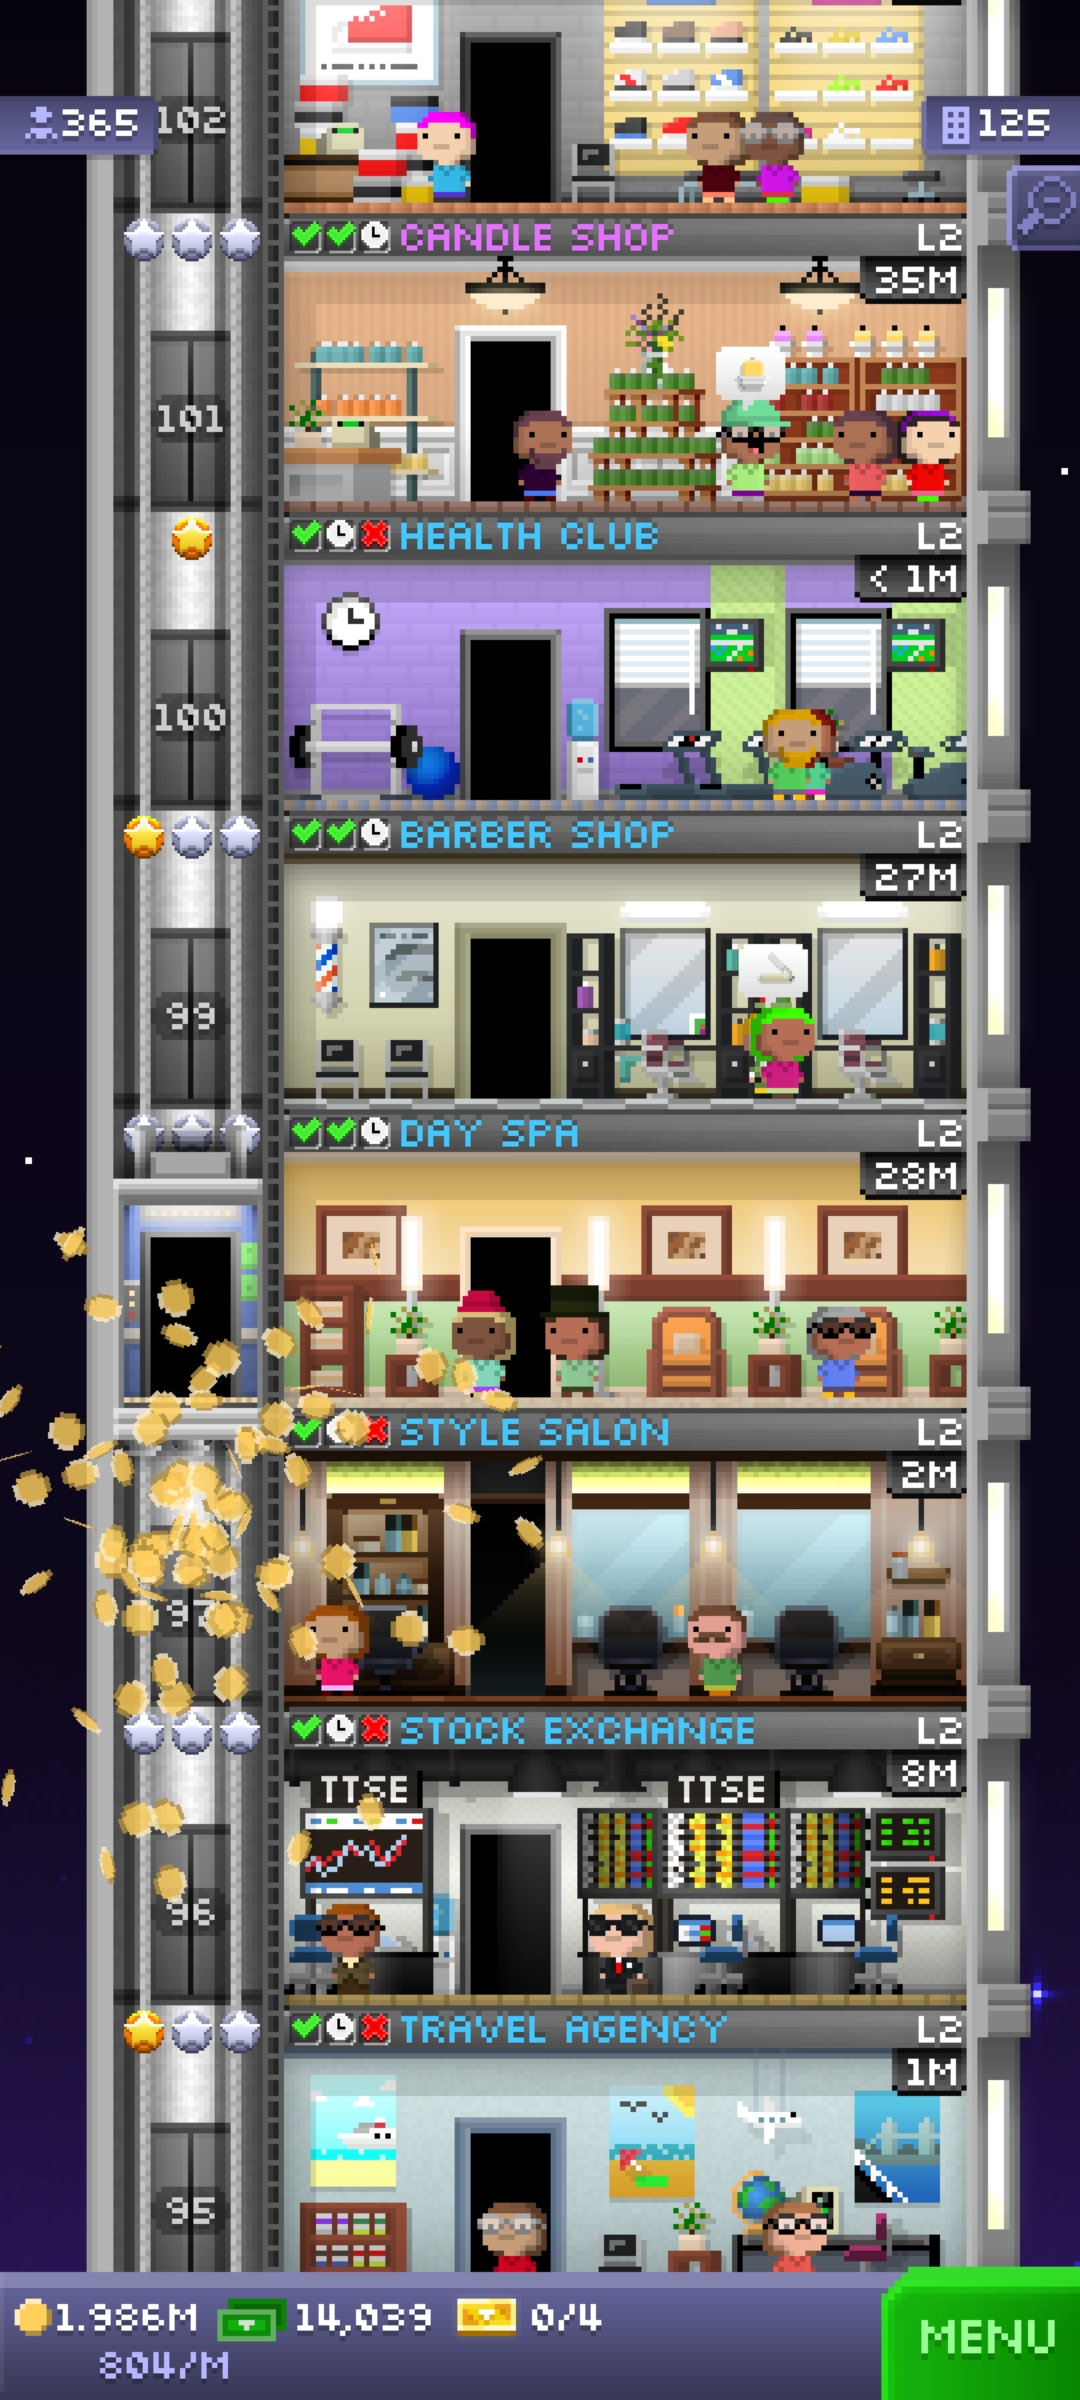 365
102
125
CANDLE SHOP L2
35M
101
HEALTH CLUB L2
< 1M
100
BARBER SHOP L2
27M
99
DAY SPA L2
28M
STYLE SALON L2
2M
97
STOCK EXCHANGE L2
8M
TTSE
TTSE
96
TRAVEL AGENCY L2
1M
95
1.986M 14,039 0/4
804/M
MENU